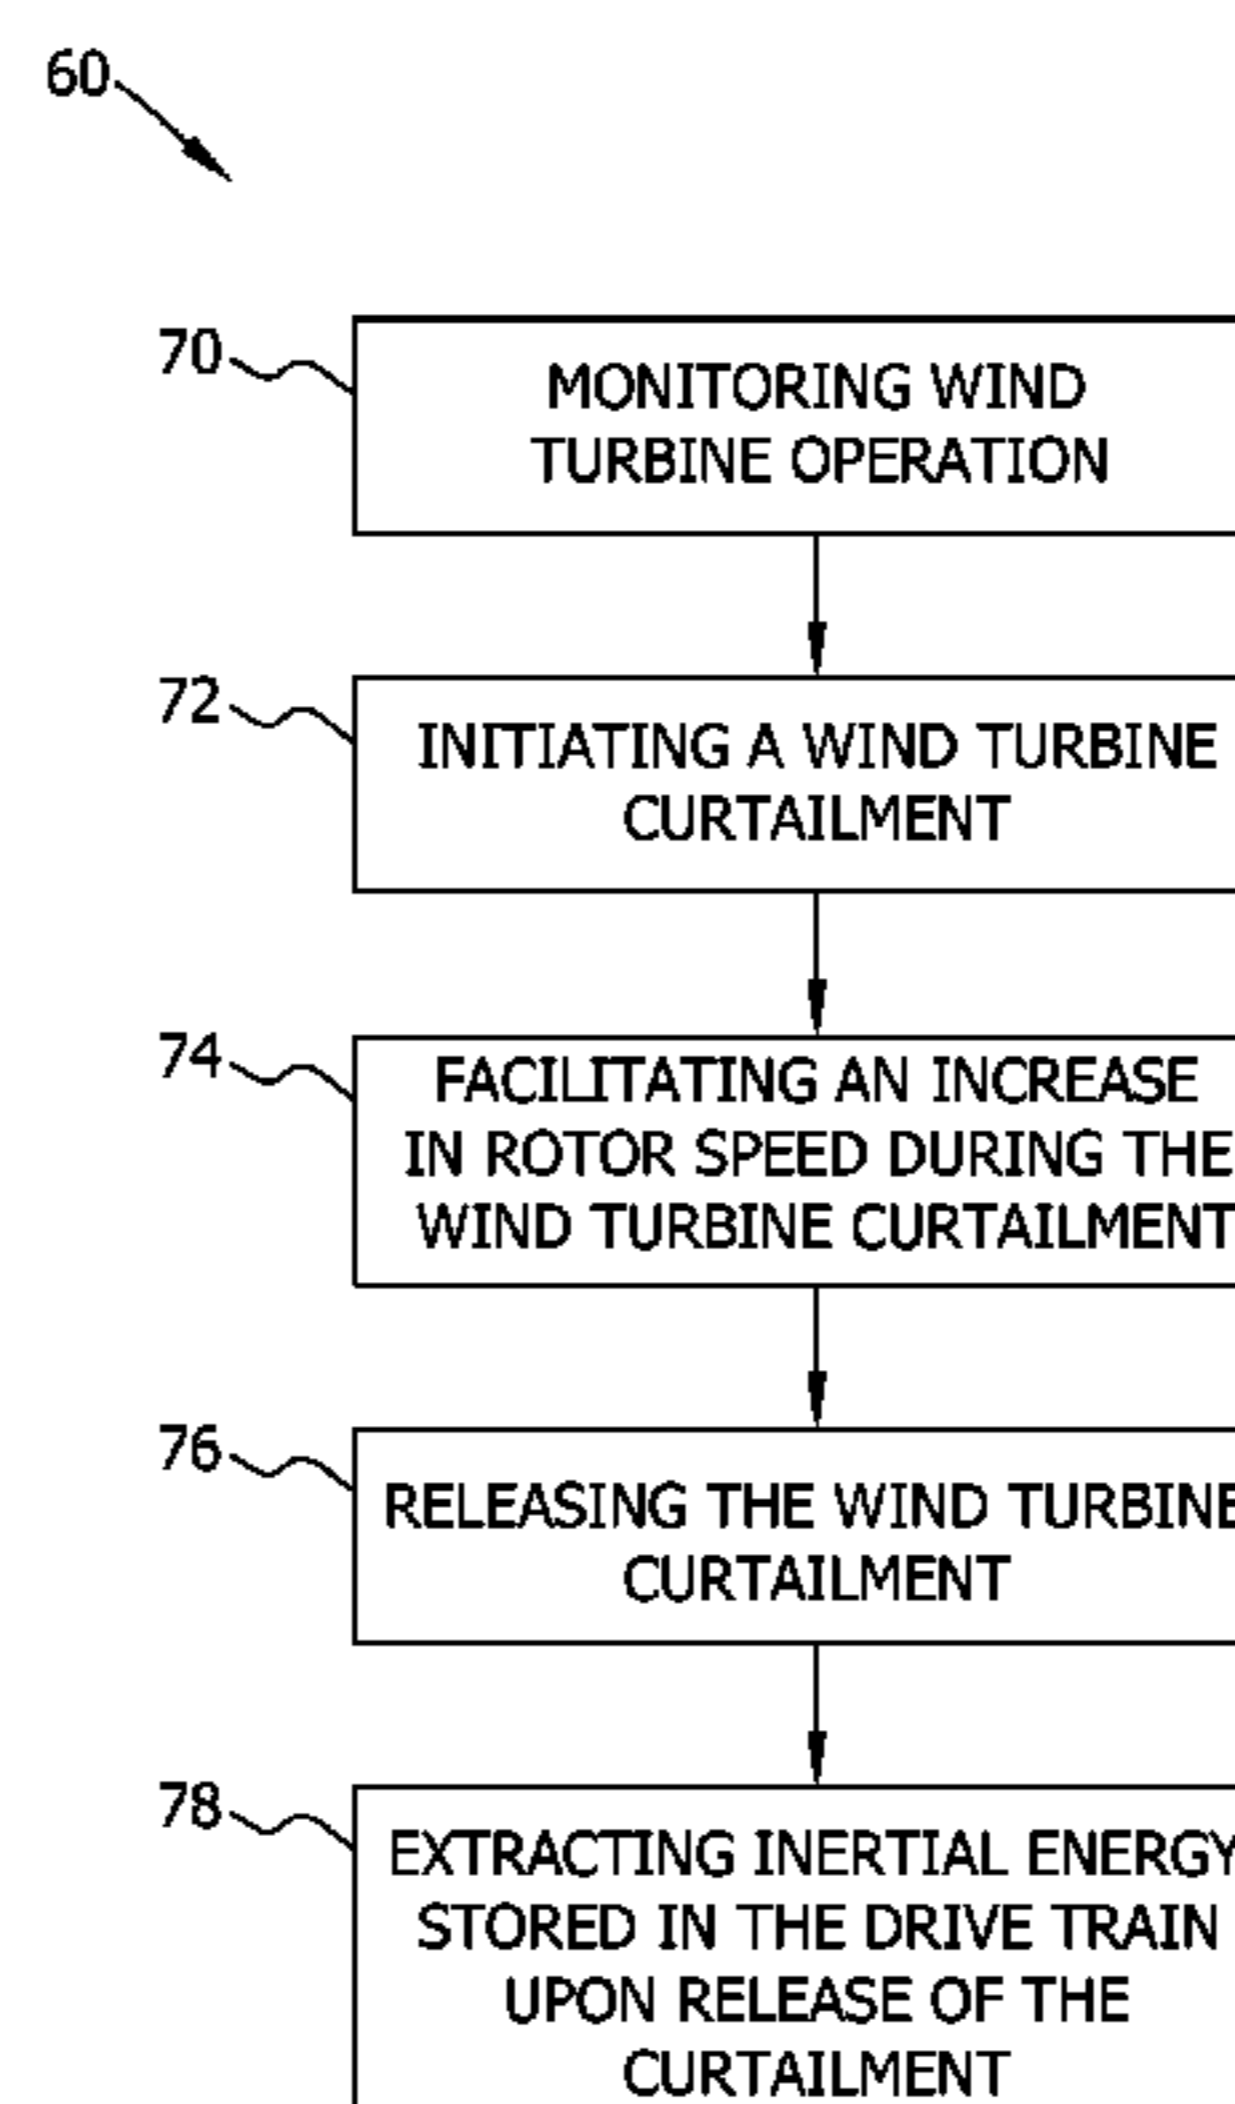 60
70
MONITORING WIND
TURBINE OPERATION
72
INITIATING A WIND TURBINE
CURTAILMENT
74
FACILITATING AN INCREASE
IN ROTOR SPEED DURING THE
WIND TURBINE CURTAILMENT
76
RELEASING THE WIND TURBINE
CURTAILMENT
78
EXTRACTING INERTIAL ENERGY
STORED IN THE DRIVE TRAIN
UPON RELEASE OF THE
CURTAILMENT